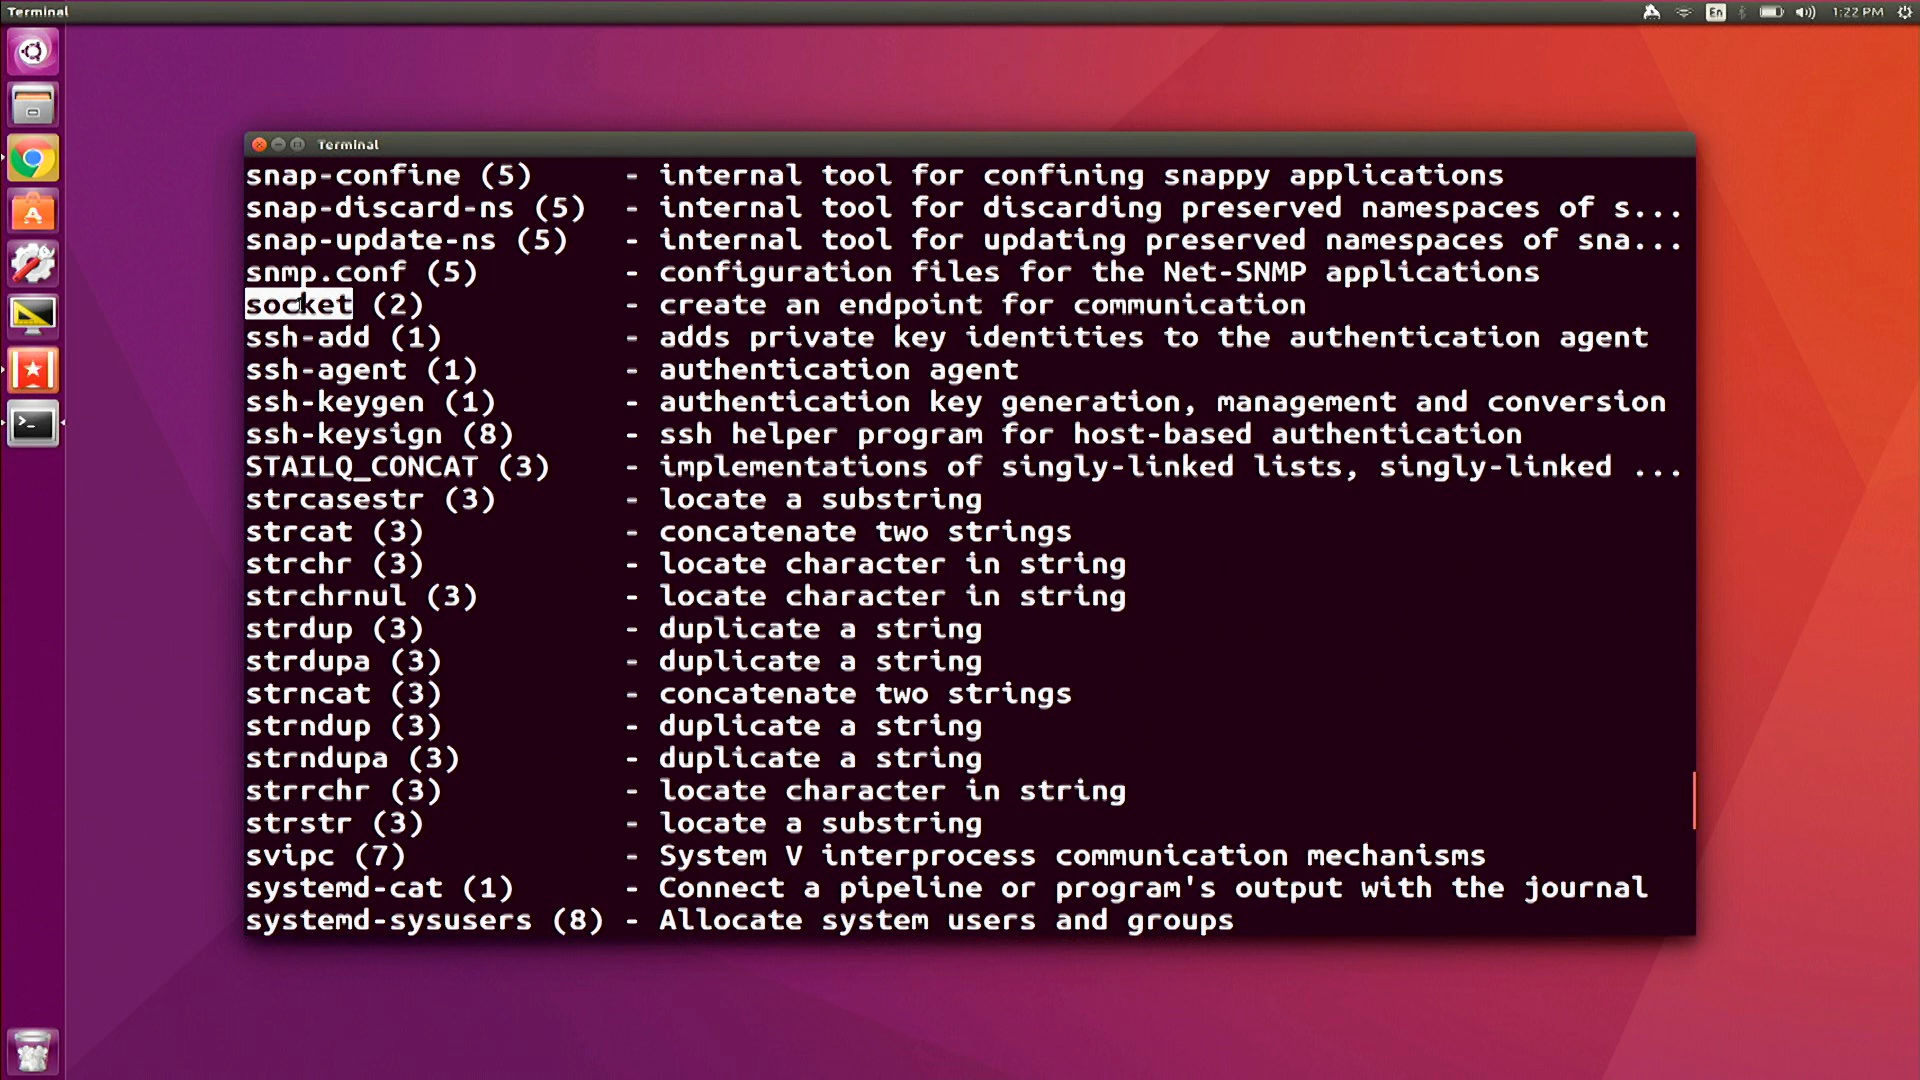 Terminal
En
1:22 PM
Terminal
snap-confine (5) - internal tool for confining snappy applications
snap-discard-ns (5) - internal tool for discarding preserved namespaces of s...
snap-update-ns (5) - internal tool for updating preserved namespaces of sna...
snmp.conf (5) - configuration files for the Net-SNMP applications
socket (2) - create an endpoint for communication
ssh-add (1) - adds private key identities to the authentication agent
ssh-agent (1) - authentication agent
ssh-keygen (1) - authentication key generation, management and conversion
ssh-keysign (8) - ssh helper program for host-based authentication
STAILQ_CONCAT (3) - implementations of singly-linked lists, singly-linked ...
strcasestr (3) - locate a substring
strcat (3) - concatenate two strings
strchr (3) - locate character in string
strchrnul (3) - locate character in string
strdup (3) - duplicate a string
strdupa (3) - duplicate a string
strncat (3) - concatenate two strings
strndup (3) - duplicate a string
strndupa (3) - duplicate a string
strrchr (3) - locate character in string
strstr (3) - locate a substring
svipc (7) - System V interprocess communication mechanisms
systemd-cat (1) - Connect a pipeline or program's output with the journal
systemd-sysusers (8) - Allocate system users and groups